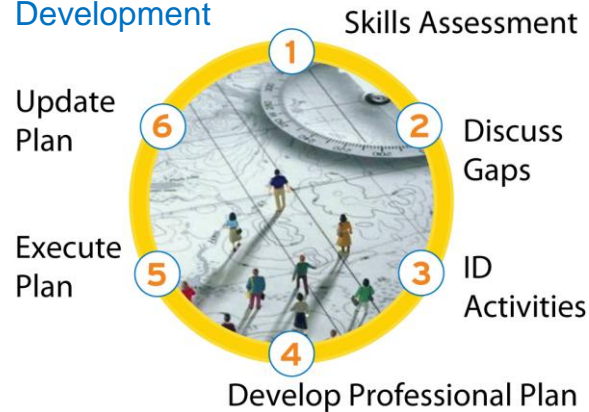 Development
1
Skills Assessment
2
Discuss
Gaps
3
ID
Activities
4
Develop Professional Plan
5
Execute
Plan
6
Update
Plan